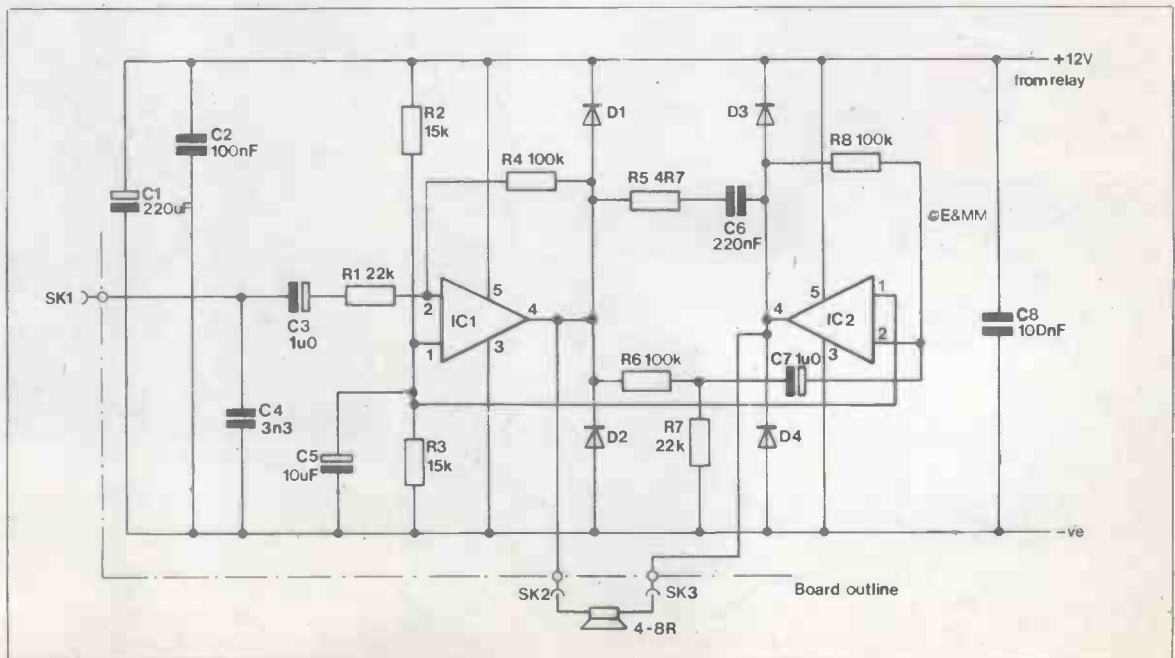 +12V
from relay
C2
100nF
C1
220uF
R2
15k
D1
D3
R4 100k
R8 100k
R5 4R7
C6
220nF
©E&MM
SK1
C3
1u0
R1 22k
2
1
IC1
5
4
3
4
5
IC2
1
2
3
C8
10DnF
R6 100k
C7 1u0
C4
3n3
C5
10uF
R3
15k
D2
R7
22k
D4
-ve
SK2
SK3
Board outline
4-8R